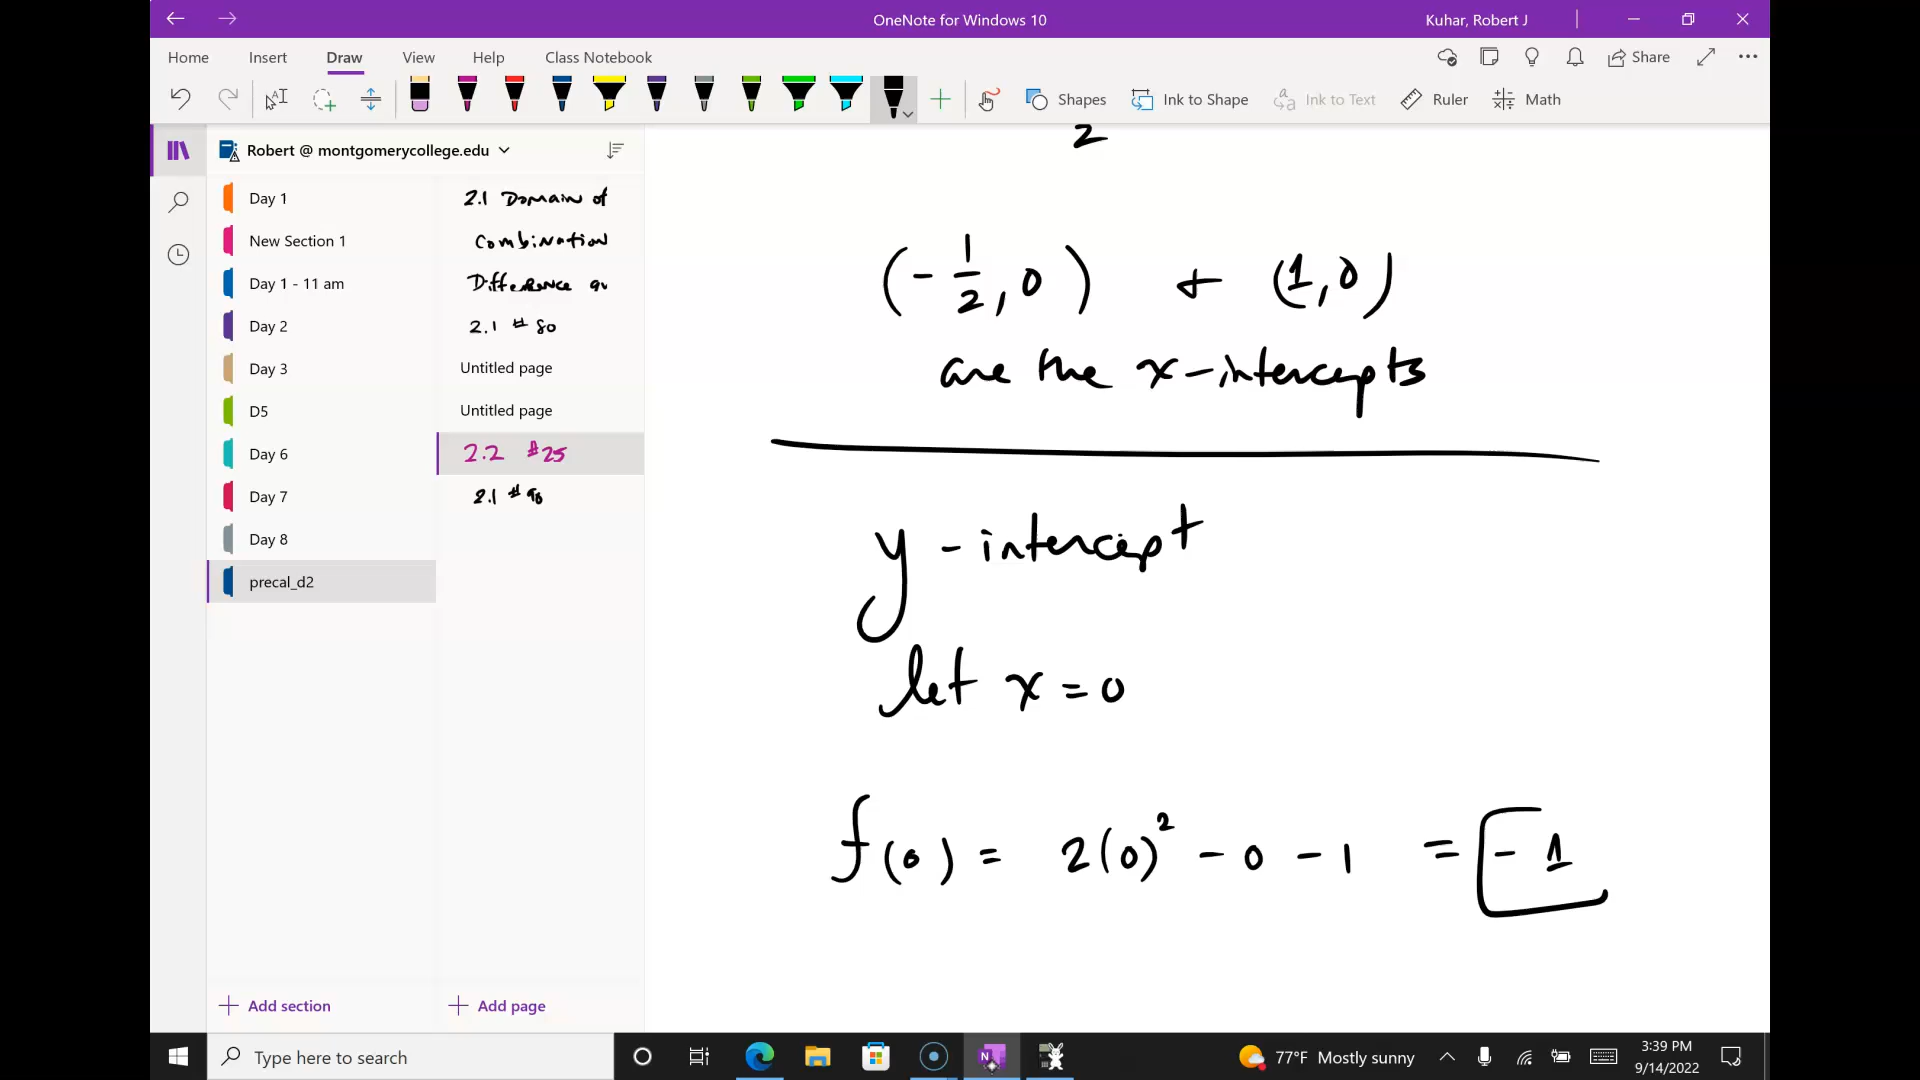 OneNote for Windows 10
Kuhar, Robert J
Home Insert Draw View Help Class Notebook
Share
Shapes Ink to Shape Ink to Text Ruler Math
Robert @ montgomerycollege.edu
Day 1
New Section 1
Day 1 - 11 am
Day 2
Day 3
D5
Day 6
Day 7
Day 8
precal_d2
Add section
2.1 Domain of
Combination
Difference qu
2.1 # 80
Untitled page
Untitled page
2.2 #25
2.1 # 90
Add page
2
(-1/2, 0) + (1, 0)
are the x-intercepts
y-intercept
let x = 0
f(0) = 2(0)² - 0 - 1 = -1
Type here to search
77°F Mostly sunny
3:39 PM
9/14/2022